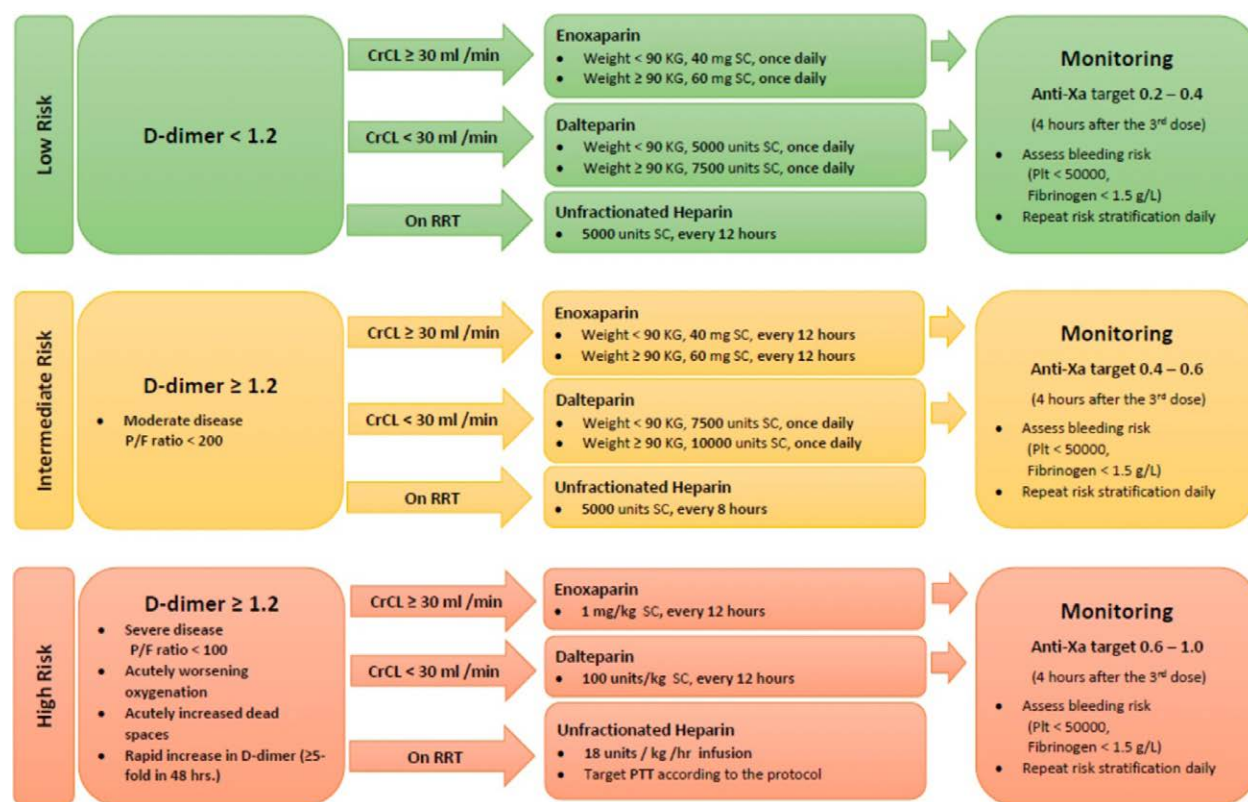 Low Risk
D-dimer < 1.2
CrCL ≥ 30 ml /min
Enoxaparin
• Weight < 90 KG, 40 mg SC, once daily
• Weight ≥ 90 KG, 60 mg SC, once daily
CrCL < 30 ml /min
Dalteparin
• Weight < 90 KG, 5000 units SC, once daily
• Weight ≥ 90 KG, 7500 units SC, once daily
On RRT
Unfractionated Heparin
• 5000 units SC, every 12 hours
Monitoring
Anti-Xa target 0.2 – 0.4
(4 hours after the 3rd dose)
• Assess bleeding risk
(Plt < 50000,
Fibrinogen < 1.5 g/L)
• Repeat risk stratification daily
Intermediate Risk
D-dimer ≥ 1.2
• Moderate disease
P/F ratio < 200
CrCL ≥ 30 ml /min
Enoxaparin
• Weight < 90 KG, 40 mg SC, every 12 hours
• Weight ≥ 90 KG, 60 mg SC, every 12 hours
CrCL < 30 ml /min
Dalteparin
• Weight < 90 KG, 7500 units SC, once daily
• Weight ≥ 90 KG, 10000 units SC, once daily
On RRT
Unfractionated Heparin
• 5000 units SC, every 8 hours
Monitoring
Anti-Xa target 0.4 – 0.6
(4 hours after the 3rd dose)
• Assess bleeding risk
(Plt < 50000,
Fibrinogen < 1.5 g/L)
• Repeat risk stratification daily
High Risk
D-dimer ≥ 1.2
• Severe disease
P/F ratio < 100
• Acutely worsening
oxygenation
• Acutely increased dead
spaces
• Rapid increase in D-dimer (≥5-
fold in 48 hrs.)
CrCL ≥ 30 ml /min
Enoxaparin
• 1 mg/kg SC, every 12 hours
CrCL < 30 ml /min
Dalteparin
• 100 units/kg SC, every 12 hours
On RRT
Unfractionated Heparin
• 18 units / kg /hr infusion
• Target PTT according to the protocol
Monitoring
Anti-Xa target 0.6 – 1.0
(4 hours after the 3rd dose)
• Assess bleeding risk
(Plt < 50000,
Fibrinogen < 1.5 g/L)
• Repeat risk stratification daily